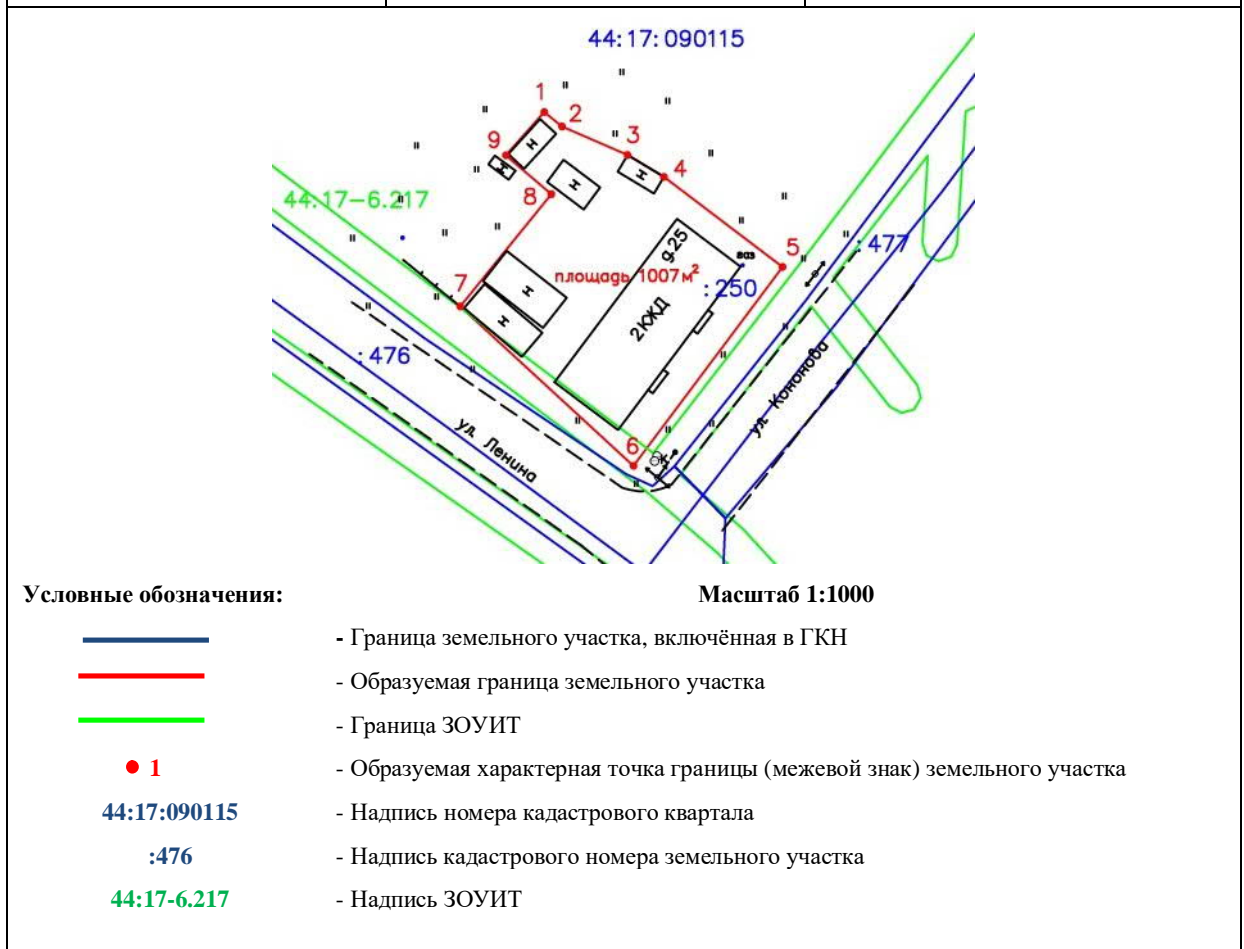 44:17:090115
1
2
3
4
9
8
5
44:17-6.217
:477
д.25
газ
7
площадь 1007м²
:250
2КЖД
Н
Н
Н
Н
Н
:476
ул. Кононова
ул. Ленина
6
Условные обозначения: Масштаб 1:1000
- Граница земельного участка, включённая в ГКН
- Образуемая граница земельного участка
- Граница ЗОУИТ
1 - Образуемая характерная точка границы (межевой знак) земельного участка
44:17:090115 - Надпись номера кадастрового квартала
:476 - Надпись кадастрового номера земельного участка
44:17-6.217 - Надпись ЗОУИТ